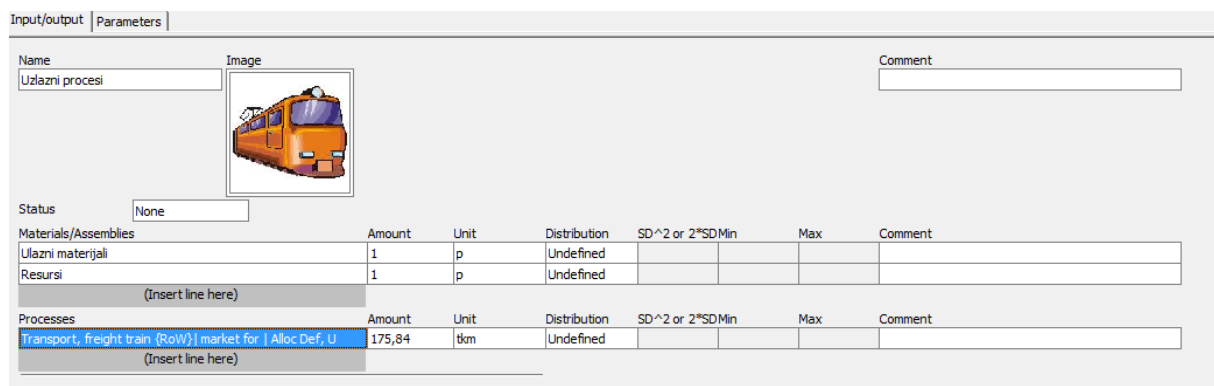 Input/output Parameters
Name Image Comment
Uzlazni procesi
Status None
Materials/Assemblies Amount Unit Distribution SD^2 or 2*SD Min Max Comment
Ulazni materijali 1 p Undefined
Resursi 1 p Undefined
(Insert line here)
Processes Amount Unit Distribution SD^2 or 2*SD Min Max Comment
Transport, freight train {RoW}| market for | Alloc Def, U 175,84 tkm Undefined
(Insert line here)